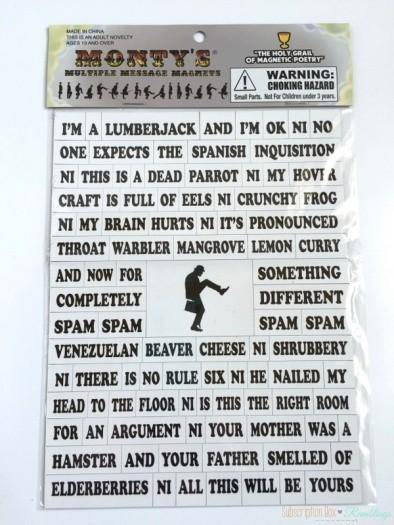 MADE IN CHINA
THIS IS AN ADULT NOVELTY
AGES 13 AND OVER
MONTY'S
MULTIPLE MESSAGE MAGNETS
"THE HOLY GRAIL
OF MAGNETIC POETRY"
WARNING:
CHOKING HAZARD
Small Parts. Not For Children under 3 years.
I'M A LUMBERJACK AND I'M OK NI NO
ONE EXPECTS THE SPANISH INQUISITION
NI THIS IS A DEAD PARROT NI MY HOVER
CRAFT IS FULL OF EELS NI CRUNCHY FROG
NI MY BRAIN HURTS NI IT'S PRONOUNCED
THROAT WARBLER MANGROVE LEMON CURRY
AND NOW FOR SOMETHING
COMPLETELY DIFFERENT
SPAM SPAM SPAM SPAM
VENEZUELAN BEAVER CHEESE NI SHRUBBERY
NI THERE IS NO RULE SIX NI HE NAILED MY
HEAD TO THE FLOOR NI IS THIS THE RIGHT ROOM
FOR AN ARGUMENT NI YOUR MOTHER WAS A
HAMSTER AND YOUR FATHER SMELLED OF
ELDERBERRIES NI ALL THIS WILL BE YOURS
Subscription Box Ramblings